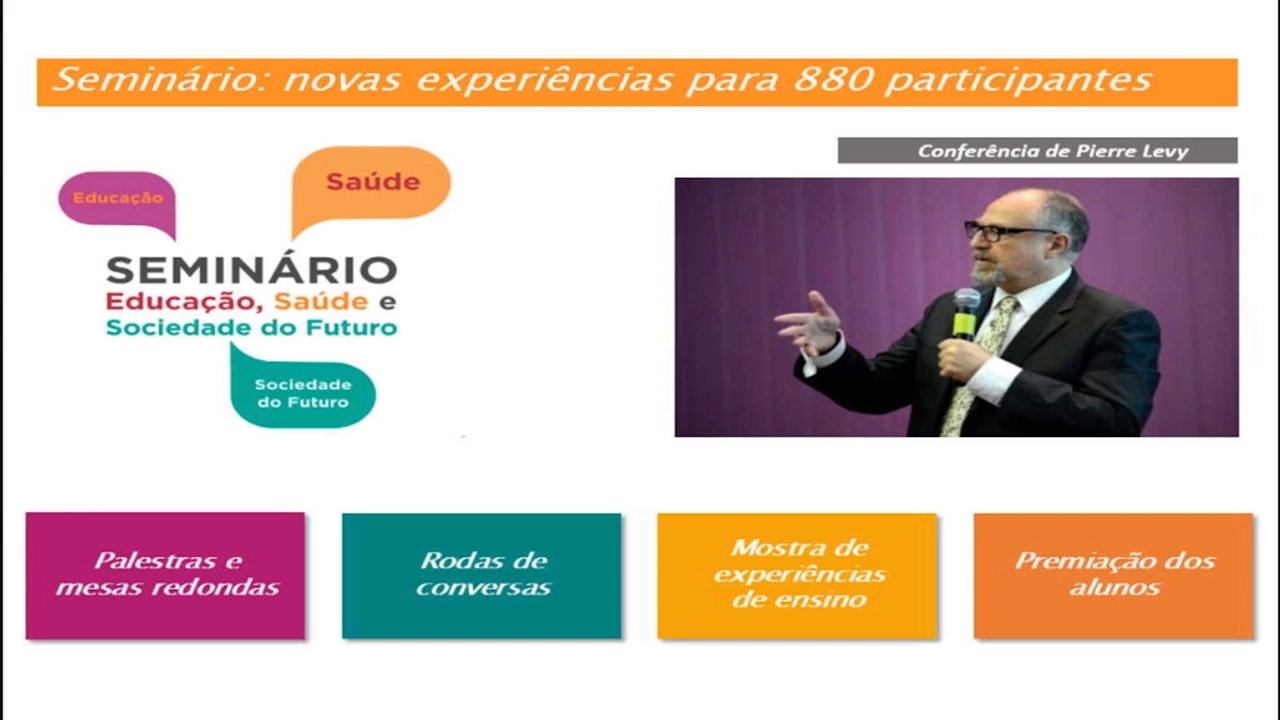 Seminário: novas experiências para 880 participantes
Conferência de Pierre Levy
Educação
Saúde
SEMINÁRIO
Educação, Saúde e
Sociedade do Futuro
Sociedade
do Futuro
Palestras e
mesas redondas
Rodas de
conversas
Mostra de
experiências
de ensino
Premiação dos
alunos